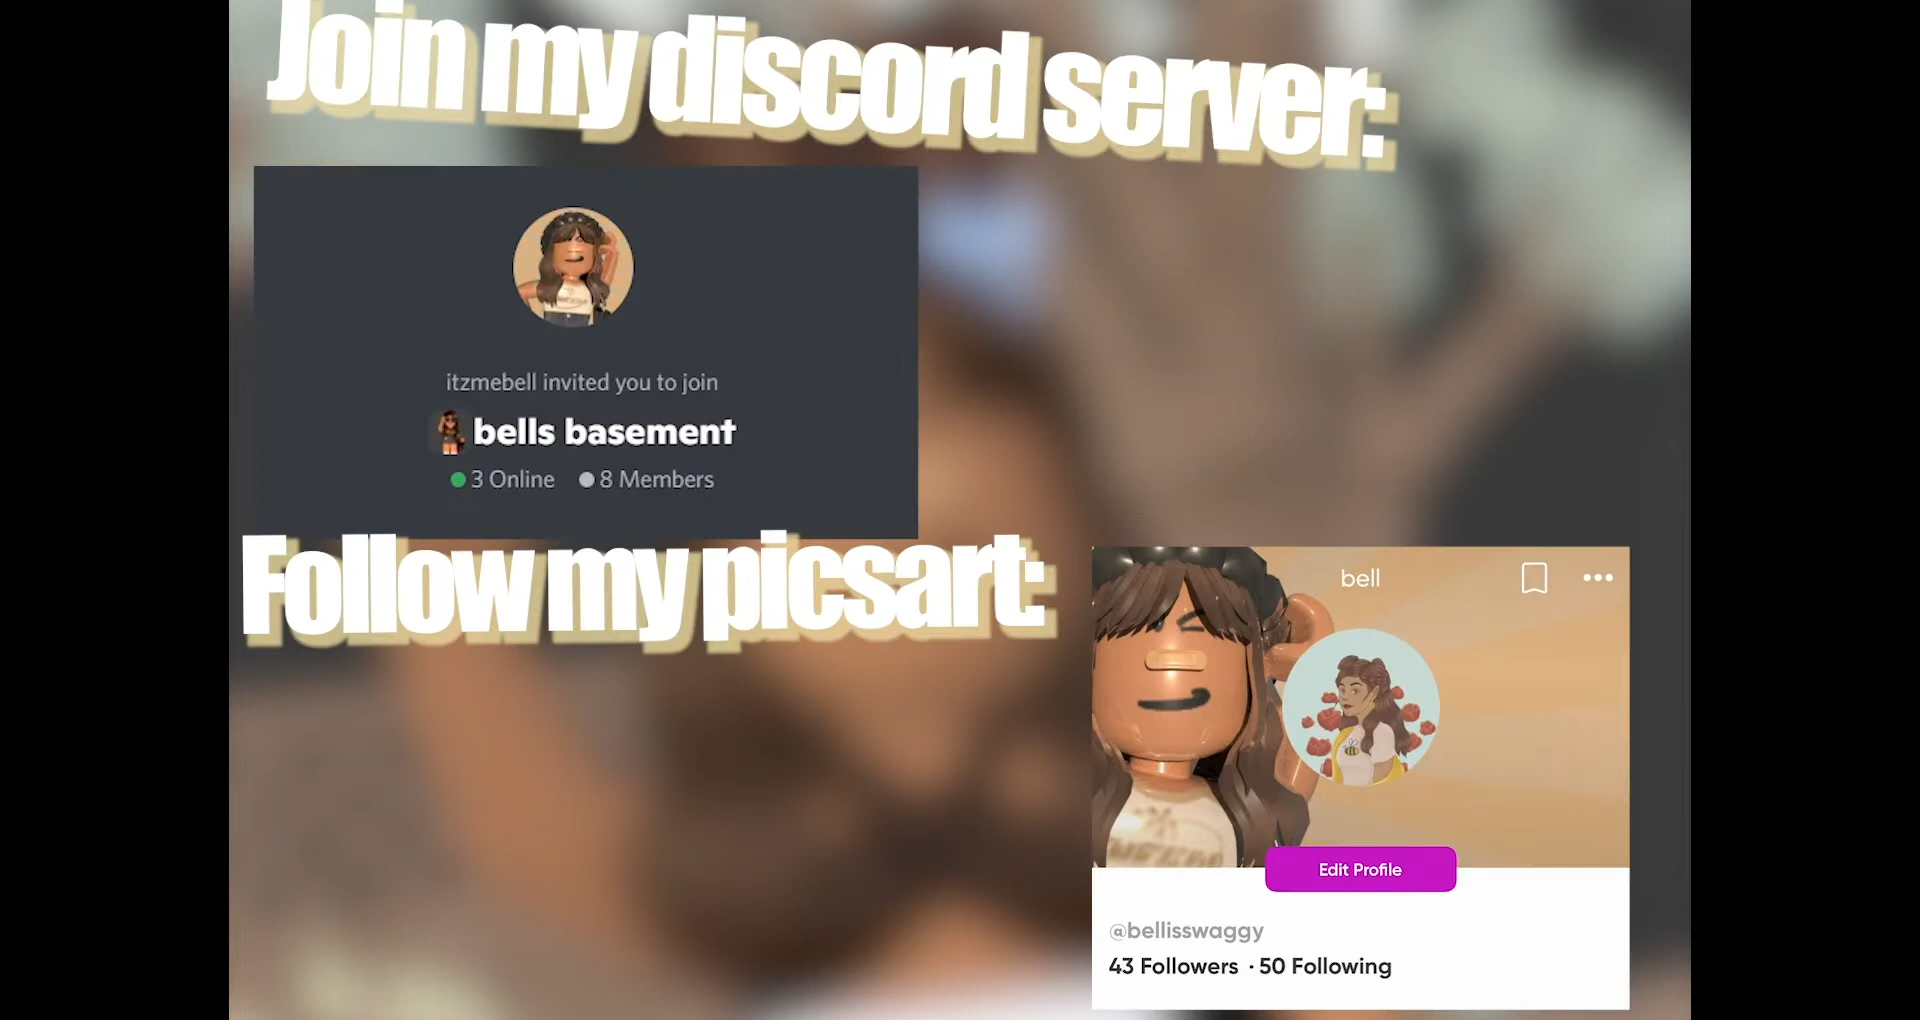 Join my discord server:
itzmebell invited you to join
bells basement
3 Online 8 Members
Follow my picsart:
bell
Edit Profile
@bellisswaggy
43 Followers · 50 Following